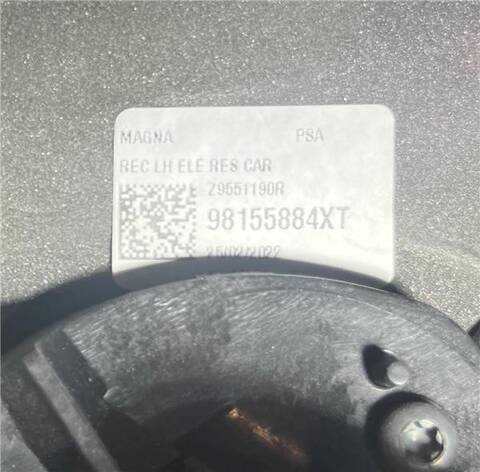 MAGNA PSA
REC LH ELE RES CAR
Z9551190R
98155884XT
25/02/2022